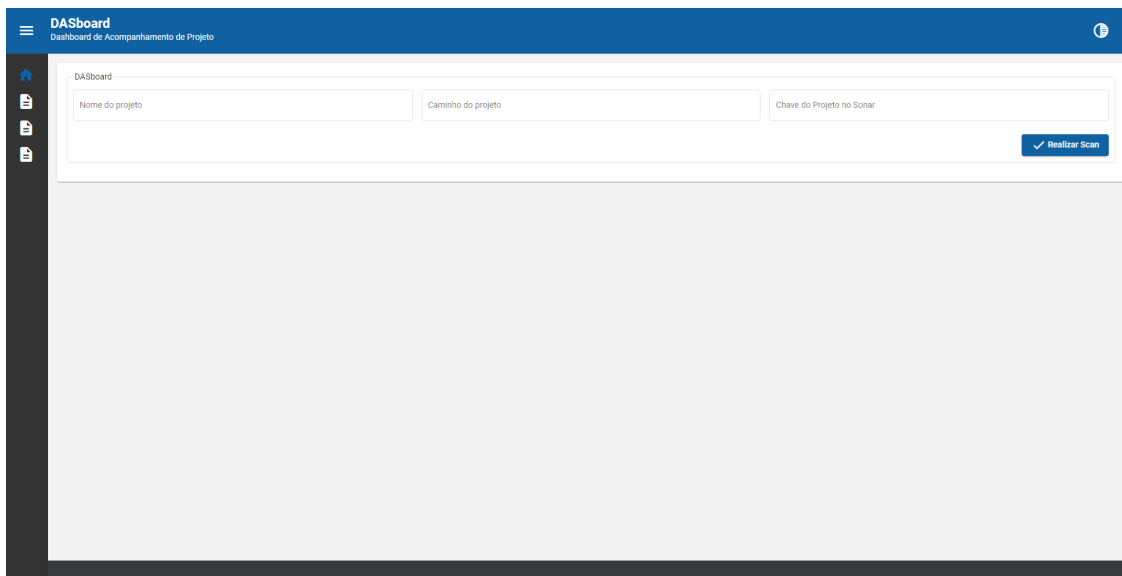 DASboard
Dashboard de Acompanhamento de Projeto
DASboard
Nome do projeto
Caminho do projeto
Chave do Projeto no Sonar
Realizar Scan